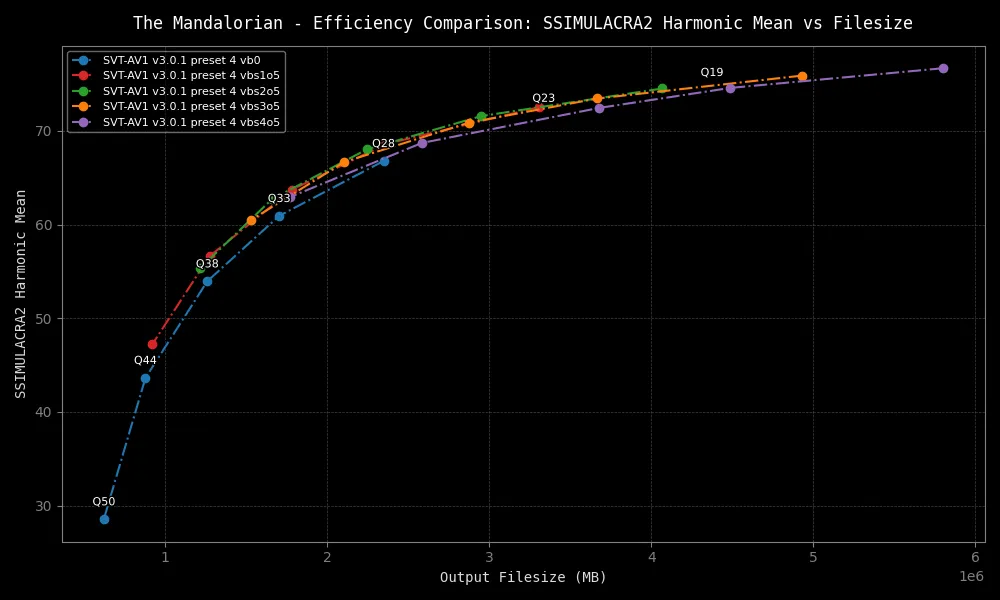 The Mandalorian - Efficiency Comparison: SSIMULACRA2 Harmonic Mean vs Filesize
SVT-AV1 v3.0.1 preset 4 vb0
SVT-AV1 v3.0.1 preset 4 vbs1o5
SVT-AV1 v3.0.1 preset 4 vbs2o5
SVT-AV1 v3.0.1 preset 4 vbs3o5
SVT-AV1 v3.0.1 preset 4 vbs4o5
Q19
Q23
Q28
Q33
Q38
Q44
Q50
70
60
50
40
30
SSIMULACRA2 Harmonic Mean
1 2 3 4 5 6
1e6
Output Filesize (MB)